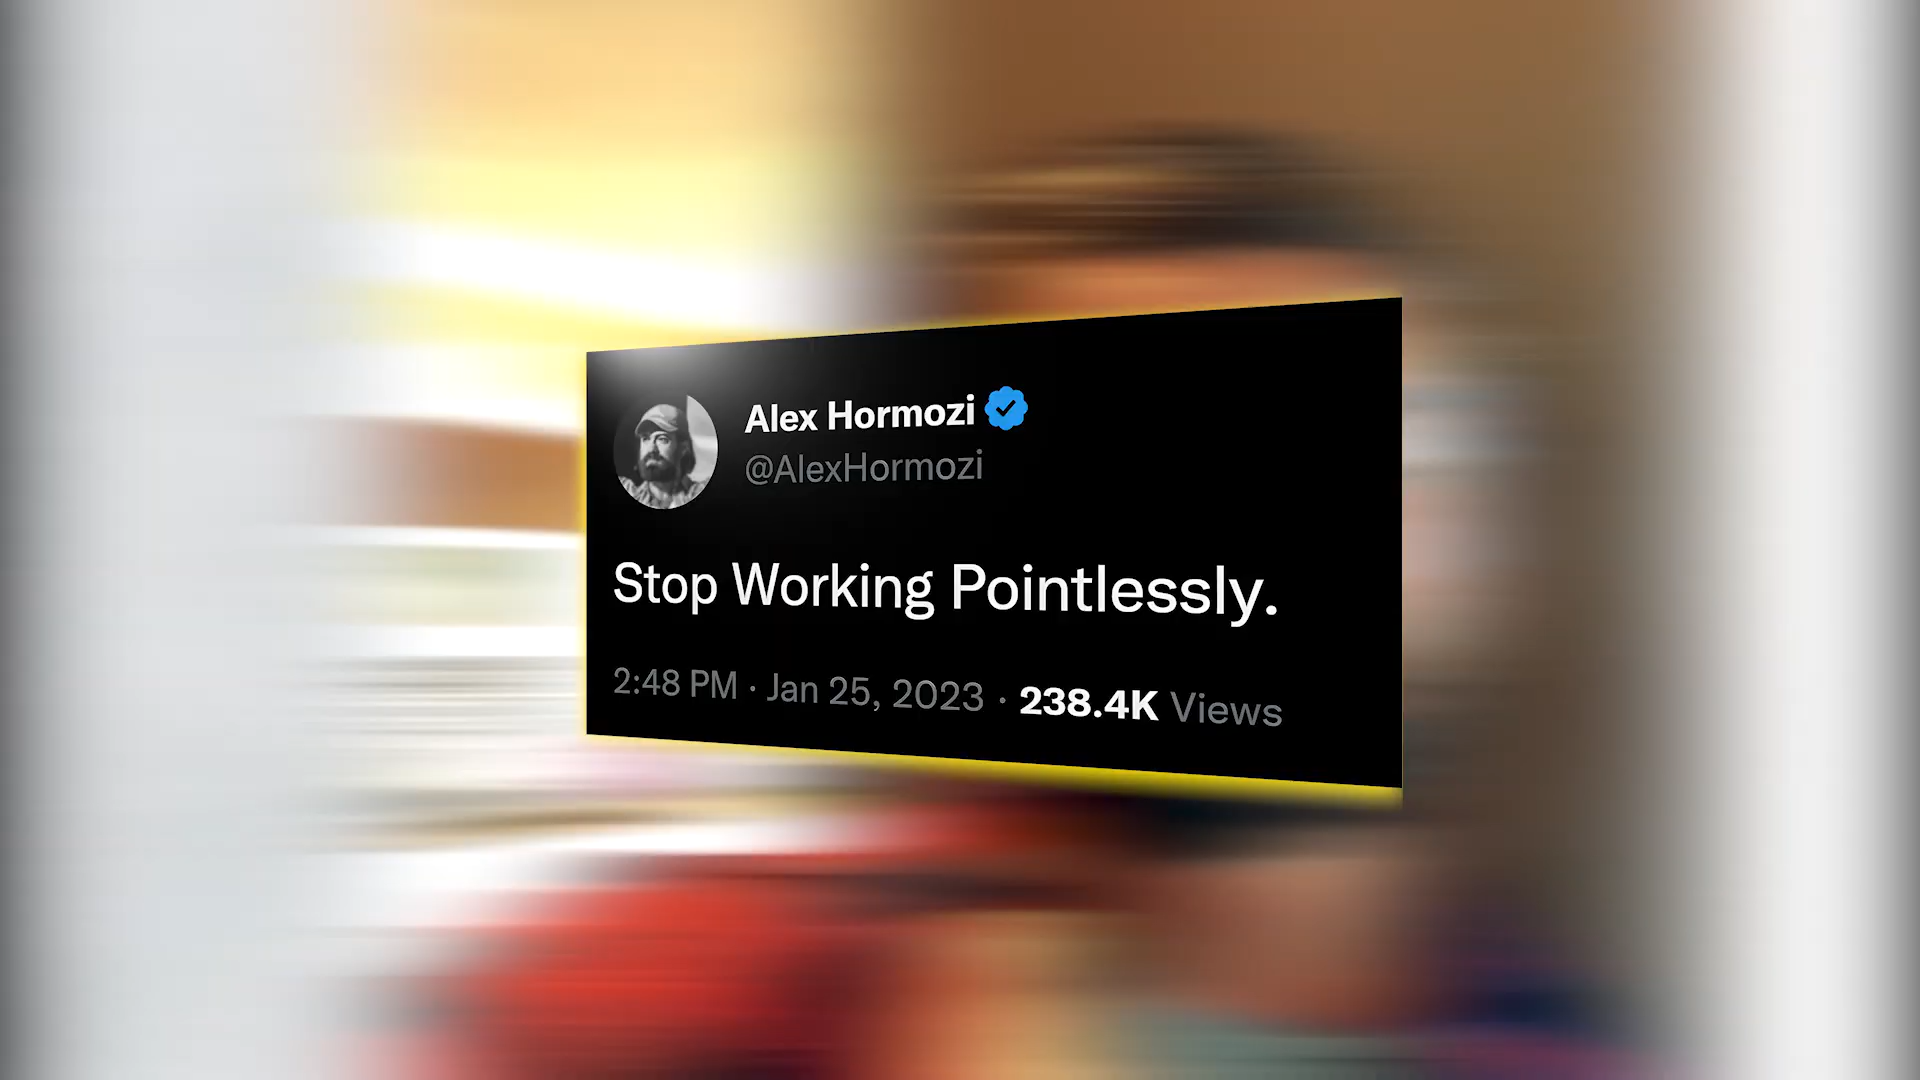 Alex Hormozi
@AlexHormozi
Stop Working Pointlessly.
2:48 PM · Jan 25, 2023 · 238.4K Views